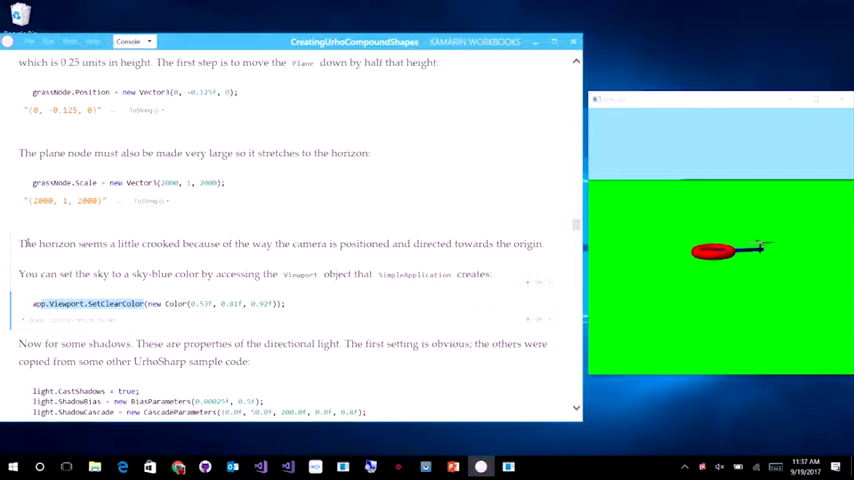 Console
CreatingUrhoCompoundShapes XAMARIN WORKBOOKS
which is 0.25 units in height. The first step is to move the Plane down by half that height:
grassNode.Position = new Vector3(0, -0.125f, 0);
"(0, -0.125, 0)" ToString()
The plane node must also be made very large so it stretches to the horizon:
grassNode.Scale = new Vector3(2000, 1, 2000);
"(2000, 1, 2000)" ToString()
The horizon seems a little crooked because of the way the camera is positioned and directed towards the origin.
You can set the sky to a sky-blue color by accessing the Viewport object that SimpleApplication creates:
app.Viewport.SetClearColor(new Color(0.53f, 0.81f, 0.92f));
Now for some shadows. These are properties of the directional light. The first setting is obvious; the others were
copied from some other UrhoSharp sample code:
light.CastShadows = true;
light.ShadowBias = new BiasParameters(0.00025f, 0.5f);
light.ShadowCascade = new CascadeParameters(10.0f, 50.0f, 200.0f, 0.0f, 0.8f);
11:37 AM
9/19/2017